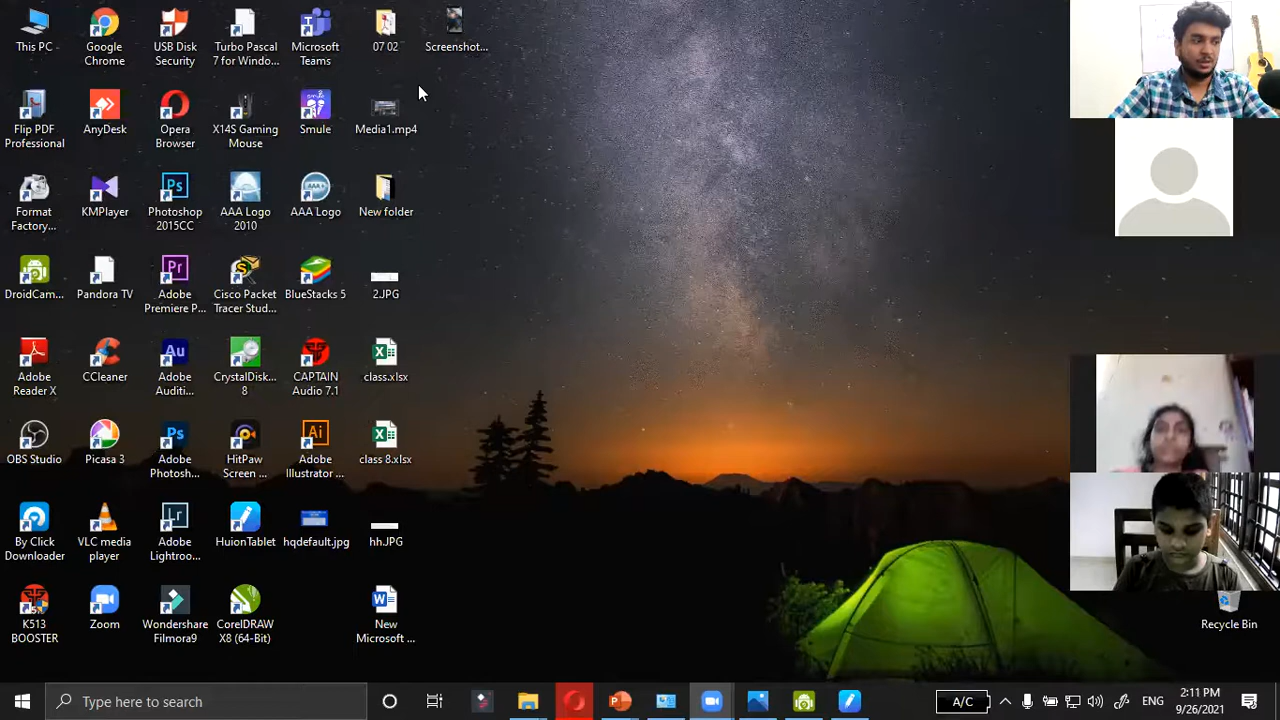 This PC
Google
Chrome
USB Disk
Security
Turbo Pascal
7 for Windo...
Microsoft
Teams
07 02
Screenshot...
Flip PDF
Professional
AnyDesk
Opera
Browser
X14S Gaming
Mouse
Smule
Media1.mp4
Format
Factory...
KMPlayer
Photoshop
2015CC
AAA Logo
2010
AAA Logo
New folder
DroidCam...
Pandora TV
Adobe
Premiere P...
Cisco Packet
Tracer Stud...
BlueStacks 5
2.JPG
Adobe
Reader X
CCleaner
Adobe
Auditi...
CrystalDisk...
8
CAPTAIN
Audio 7.1
class.xlsx
OBS Studio
Picasa 3
Adobe
Photosh...
HitPaw
Screen ...
Adobe
Illustrator ...
class 8.xlsx
By Click
Downloader
VLC media
player
Adobe
Lightroo...
HuionTablet
hqdefault.jpg
hh.JPG
K513
BOOSTER
Zoom
Wondershare
Filmora9
CorelDRAW
X8 (64-Bit)
New
Microsoft ...
Recycle Bin
Type here to search
A/C
ENG
2:11 PM
9/26/2021